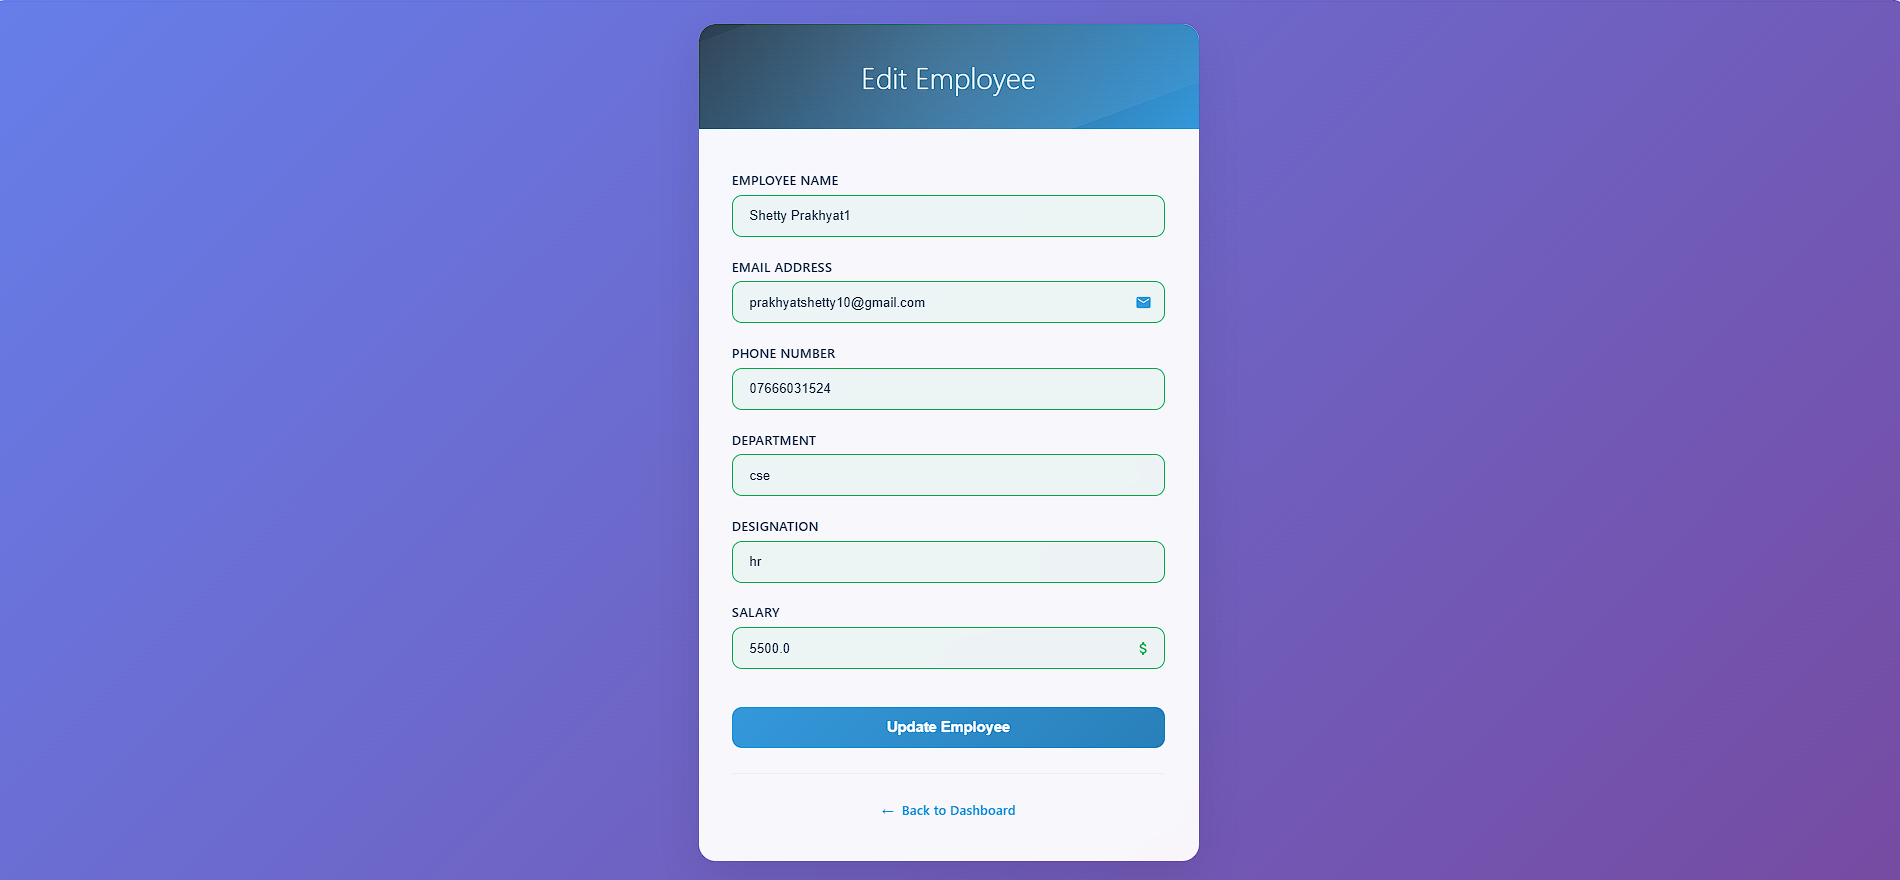 Edit Employee
EMPLOYEE NAME
Shetty Prakhyat1
EMAIL ADDRESS
prakhyatshetty10@gmail.com
PHONE NUMBER
07666031524
DEPARTMENT
cse
DESIGNATION
hr
SALARY
5500.0 $
Update Employee
← Back to Dashboard